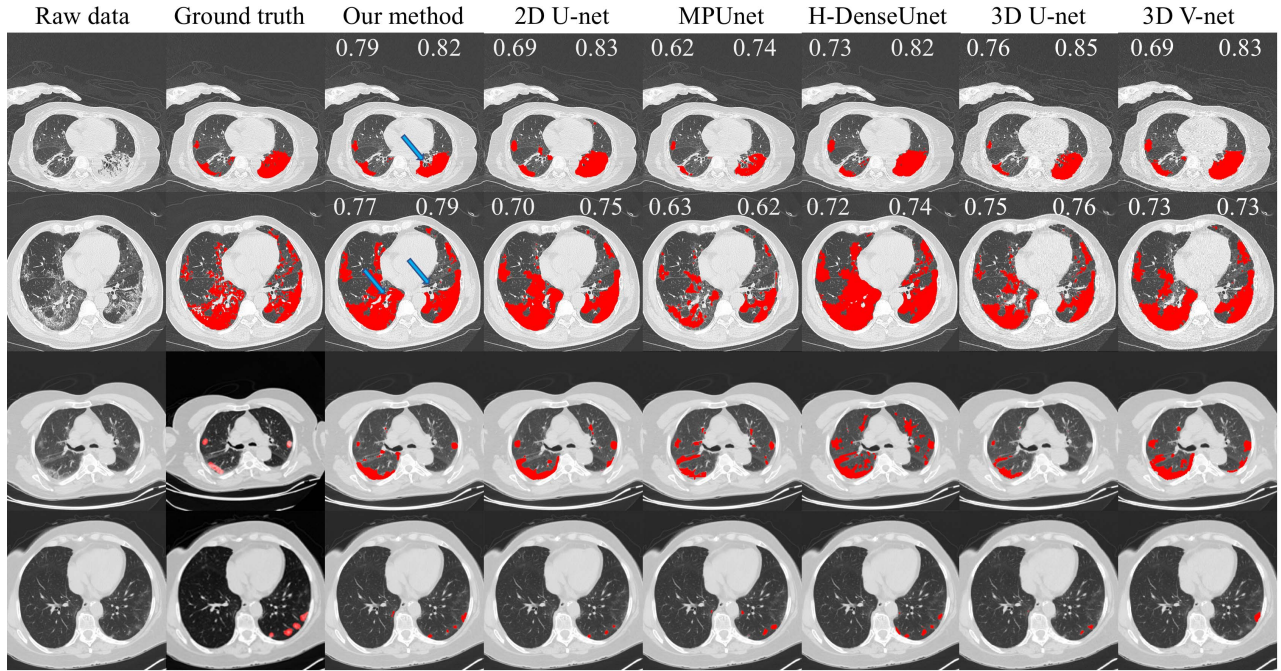 Raw data Ground truth Our method 2D U-net MPUnet H-DenseUnet 3D U-net 3D V-net
0.79 0.82 0.69 0.83 0.62 0.74 0.73 0.82 0.76 0.85 0.69 0.83
0.77 0.79 0.70 0.75 0.63 0.62 0.72 0.74 0.75 0.76 0.73 0.73